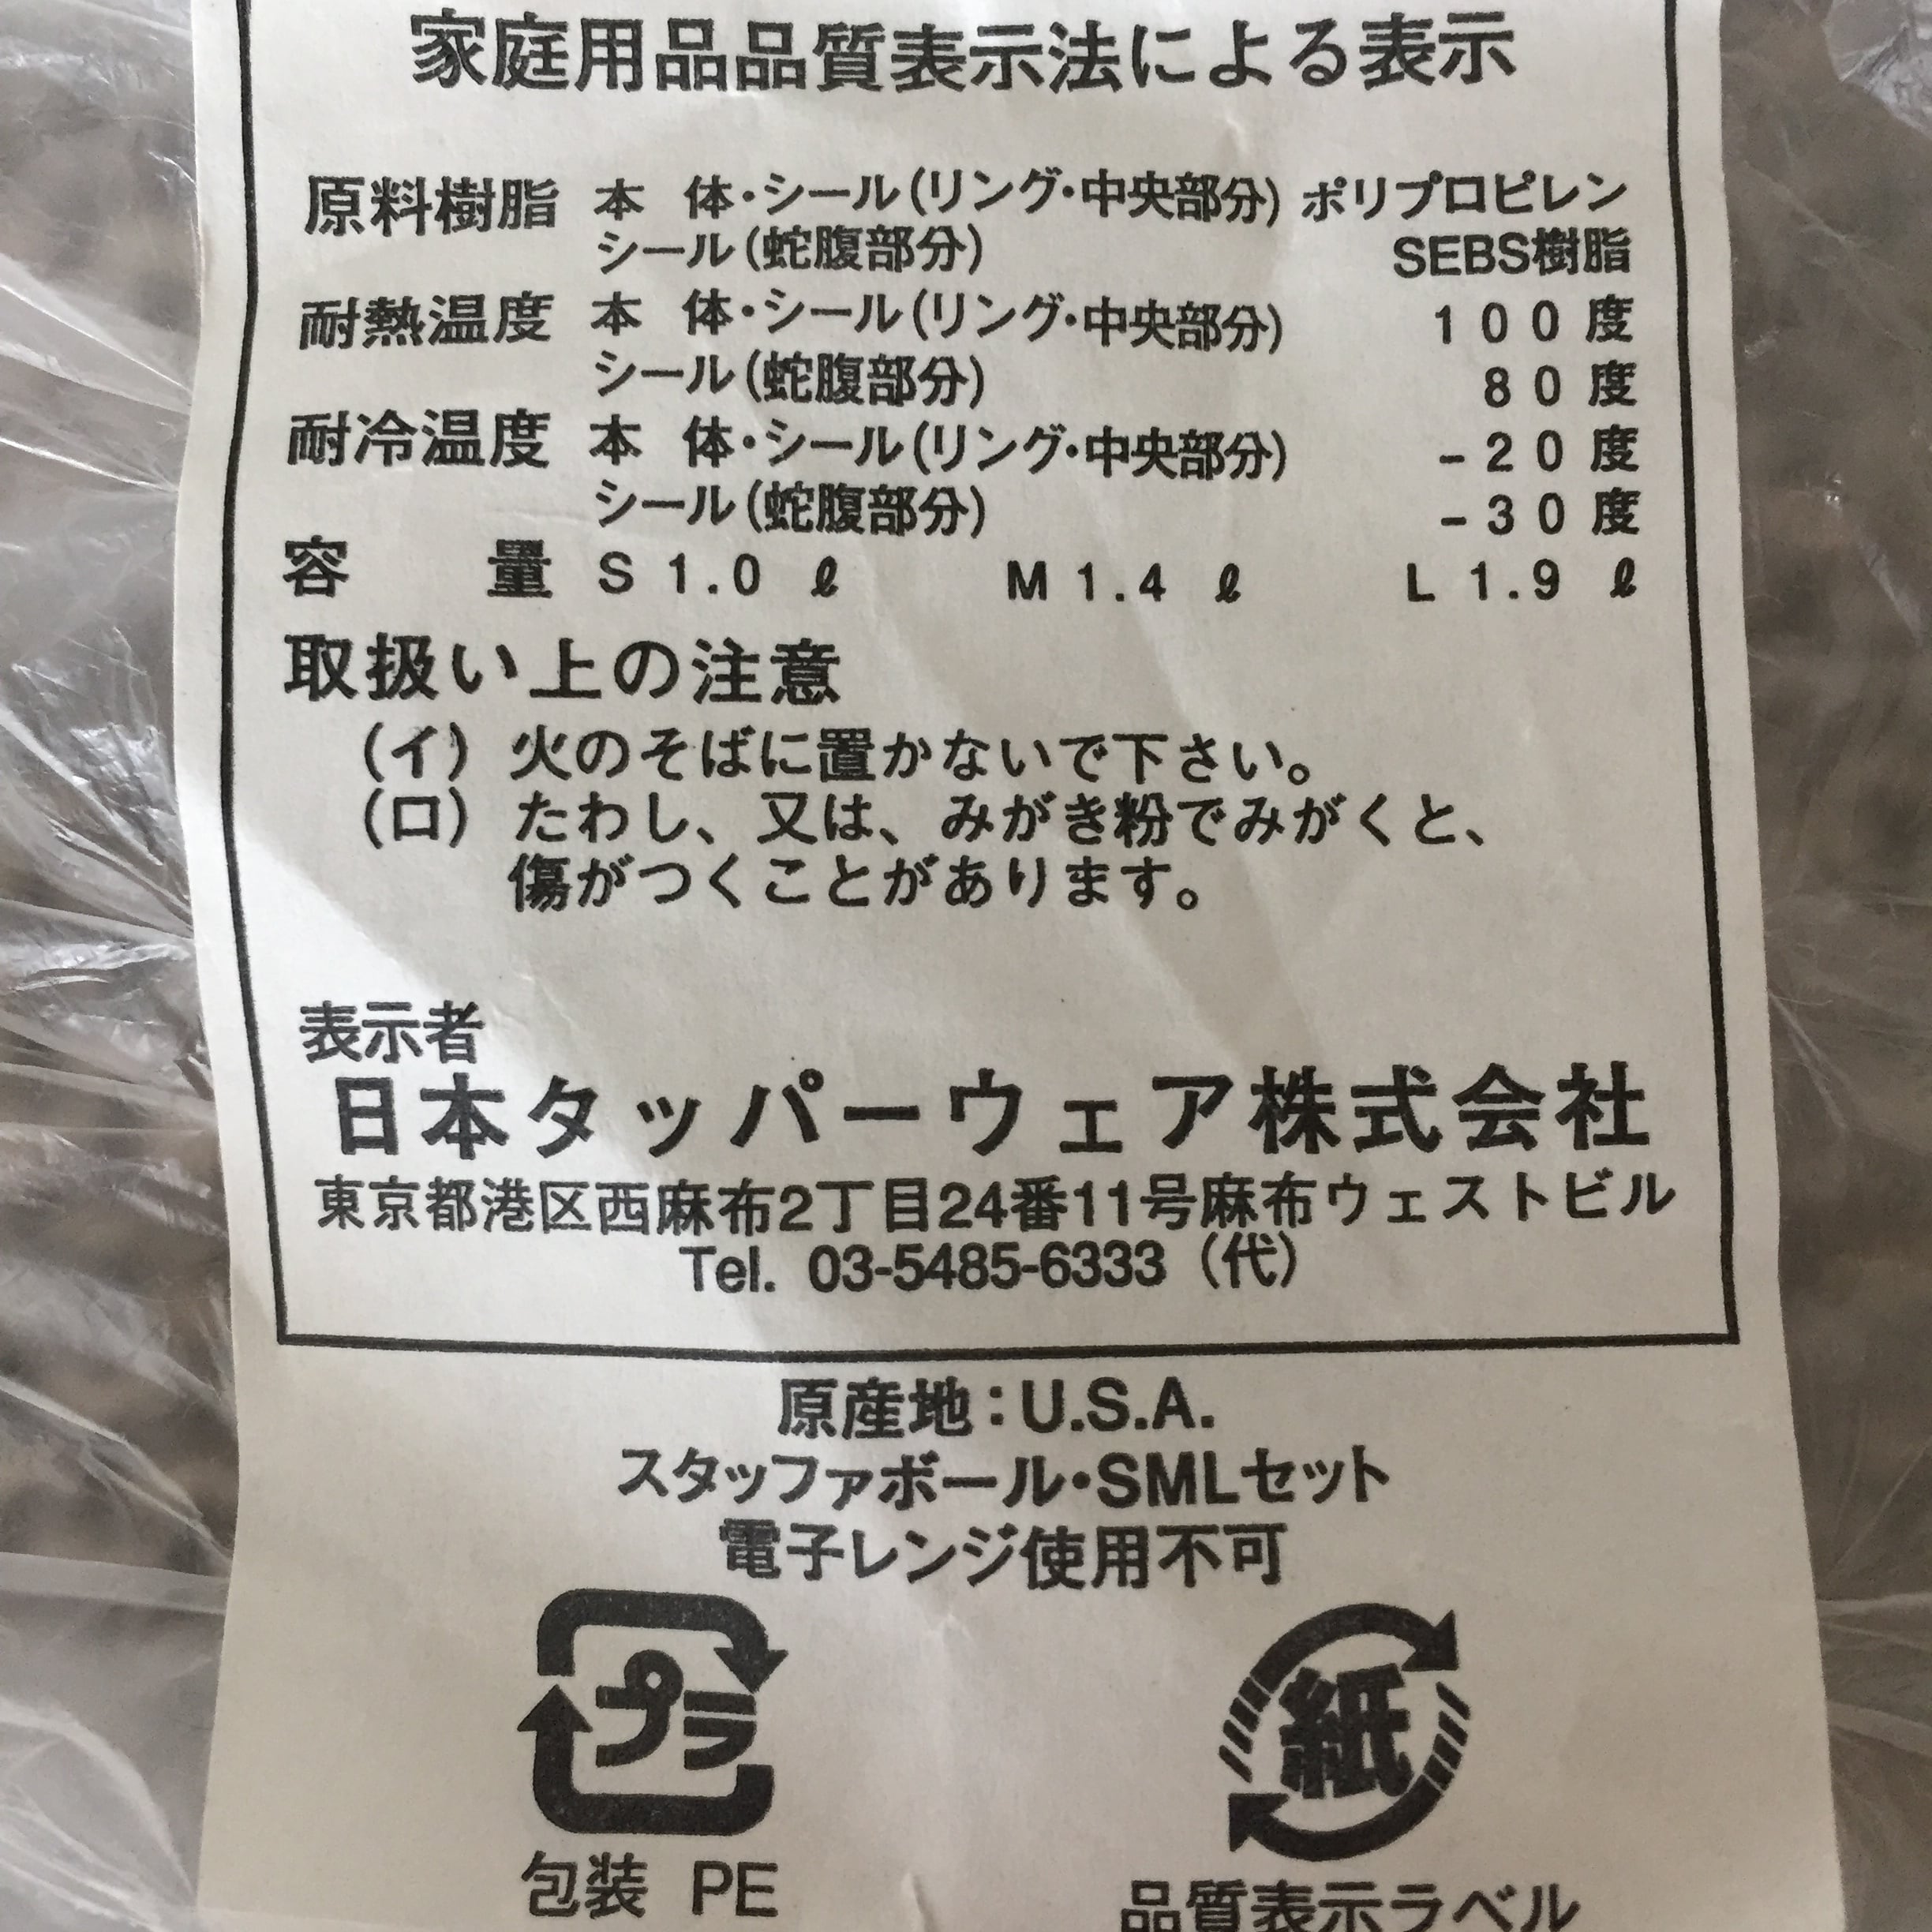 家庭用品品質表示法による表示
原料樹脂 本 体・シール(リング・中央部分) ポリプロピレン
シール(蛇腹部分) SEBS樹脂
耐熱温度 本 体・シール(リング・中央部分) 100度
シール(蛇腹部分) 80度
耐冷温度 本 体・シール(リング・中央部分) -20度
シール(蛇腹部分) -30度
容 量 S 1.0 ℓ M 1.4 ℓ L 1.9 ℓ
取扱い上の注意
(イ) 火のそばに置かないで下さい。
(ロ) たわし、又は、みがき粉でみがくと、
傷がつくことがあります。
表示者
日本タッパーウェア株式会社
東京都港区西麻布2丁目24番11号麻布ウェストビル
Tel. 03-5485-6333 (代)
原産地:U.S.A.
スタッファボール・SMLセット
電子レンジ使用不可
プラ 紙
包装 PE 品質表示ラベル